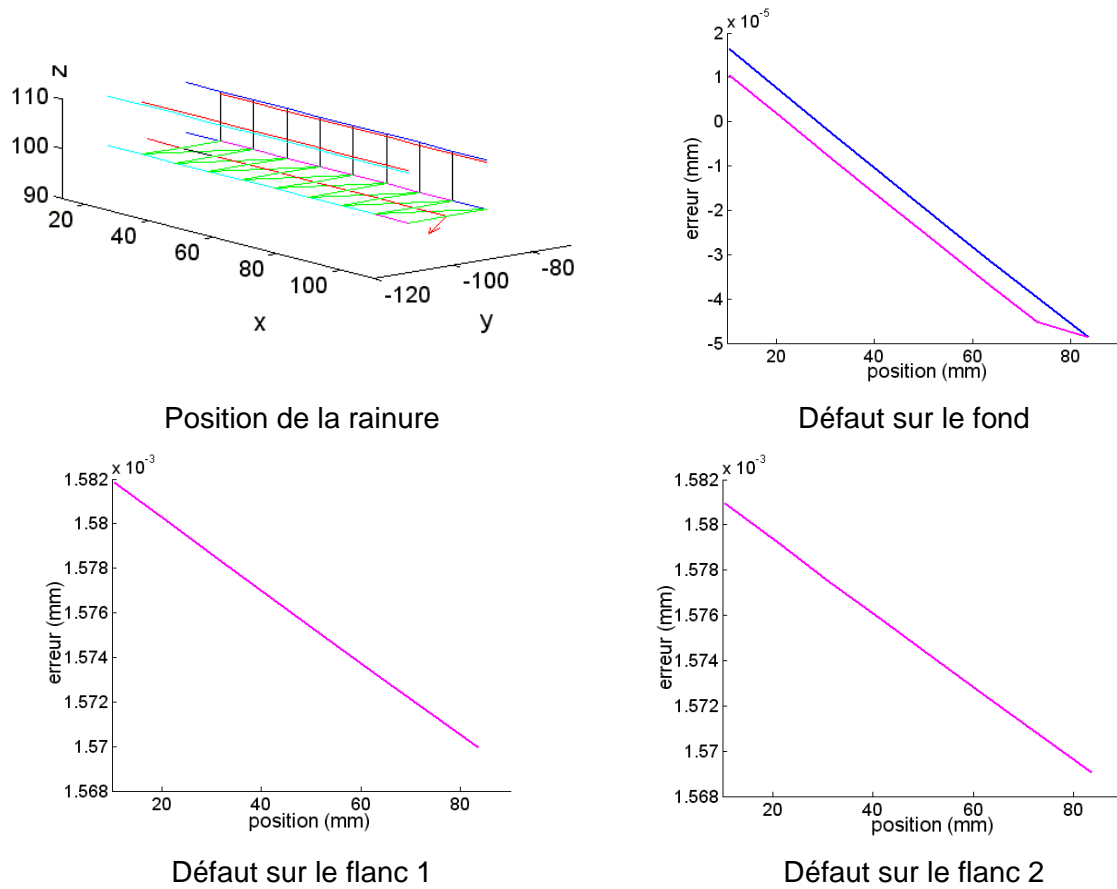 z
110
100
90
20
40
60
80
100
-120
-100
-80
x
y
Position de la rainure
x 10^-5
2
1
0
-1
-2
-3
-4
-5
erreur (mm)
20
40
60
80
position (mm)
Défaut sur le fond
x 10^-3
1.582
1.58
1.578
1.576
1.574
1.572
1.57
1.568
erreur (mm)
20
40
60
80
position (mm)
Défaut sur le flanc 1
x 10^-3
1.582
1.58
1.578
1.576
1.574
1.572
1.57
1.568
erreur (mm)
20
40
60
80
position (mm)
Défaut sur le flanc 2